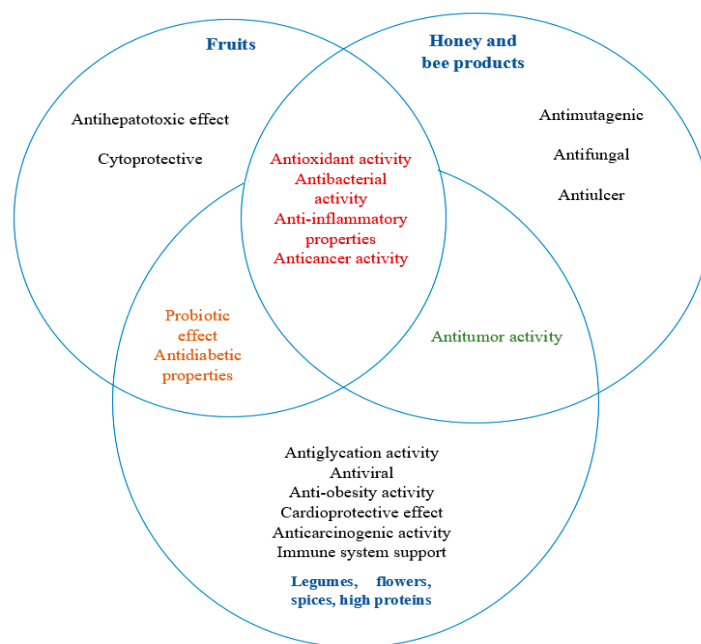 Fruits
Honey and
bee products
Antihepatotoxic effect
Cytoprotective
Antioxidant activity
Antibacterial
activity
Anti-inflammatory
properties
Anticancer activity
Antimutagenic
Antifungal
Antiulcer
Probiotic
effect
Antidiabetic
properties
Antitumor activity
Antiglycation activity
Antiviral
Anti-obesity activity
Cardioprotective effect
Anticarcinogenic activity
Immune system support
Legumes, flowers,
spices, high proteins